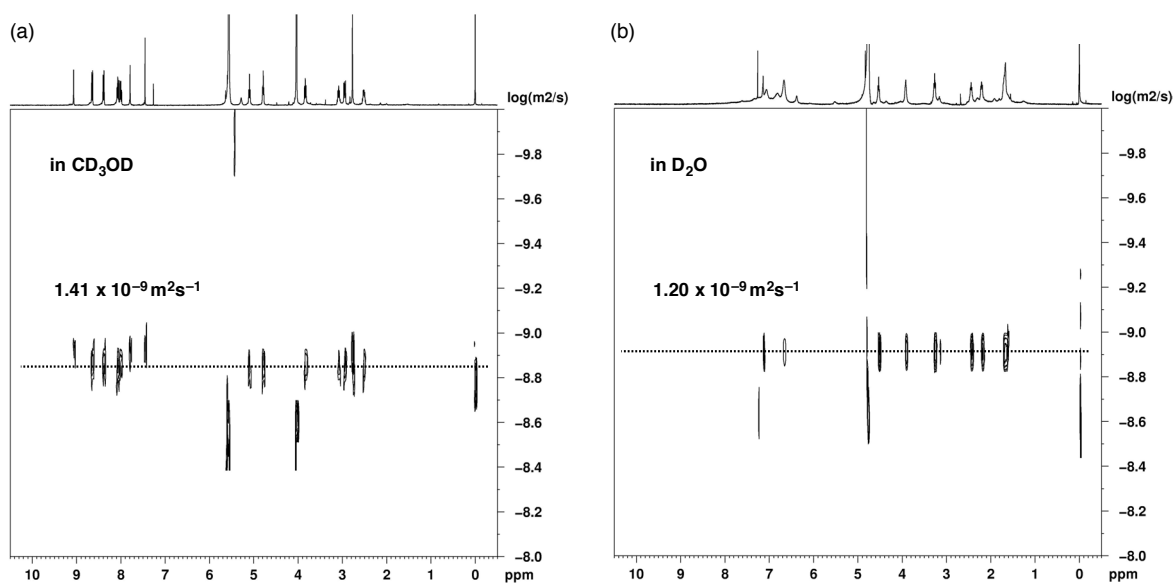 (a)
log(m2/s)
in CD₃OD
1.41 x 10⁻⁹ m²s⁻¹
−9.8
−9.6
−9.4
−9.2
−9.0
−8.8
−8.6
−8.4
−8.2
−8.0
10 9 8 7 6 5 4 3 2 1 0 ppm
(b)
log(m2/s)
in D₂O
1.20 x 10⁻⁹ m²s⁻¹
−9.8
−9.6
−9.4
−9.2
−9.0
−8.8
−8.6
−8.4
−8.2
−8.0
10 9 8 7 6 5 4 3 2 1 0 ppm